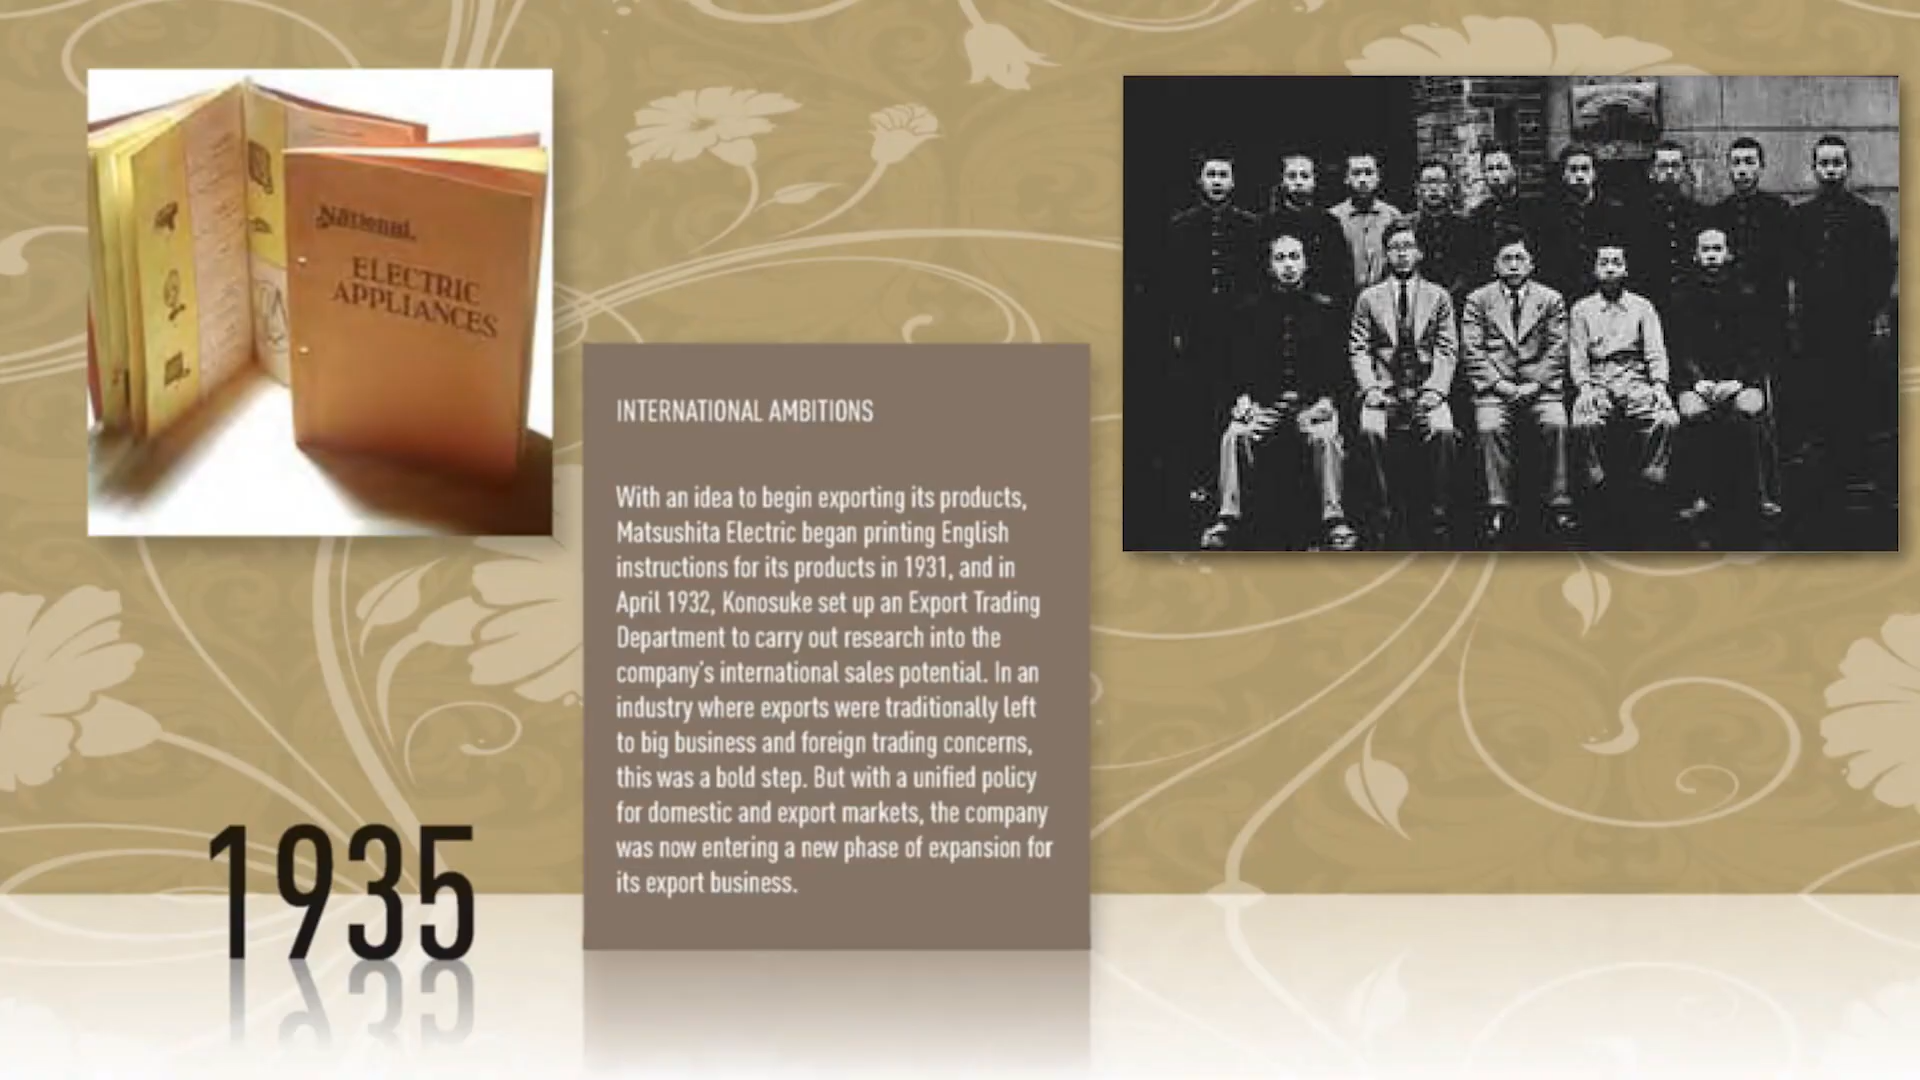 National
ELECTRIC
APPLIANCES
INTERNATIONAL AMBITIONS
With an idea to begin exporting its products,
Matsushita Electric began printing English
instructions for its products in 1931, and in
April 1932, Konosuke set up an Export Trading
Department to carry out research into the
company's international sales potential. In an
industry where exports were traditionally left
to big business and foreign trading concerns,
this was a bold step. But with a unified policy
for domestic and export markets, the company
was now entering a new phase of expansion for
its export business.
1935